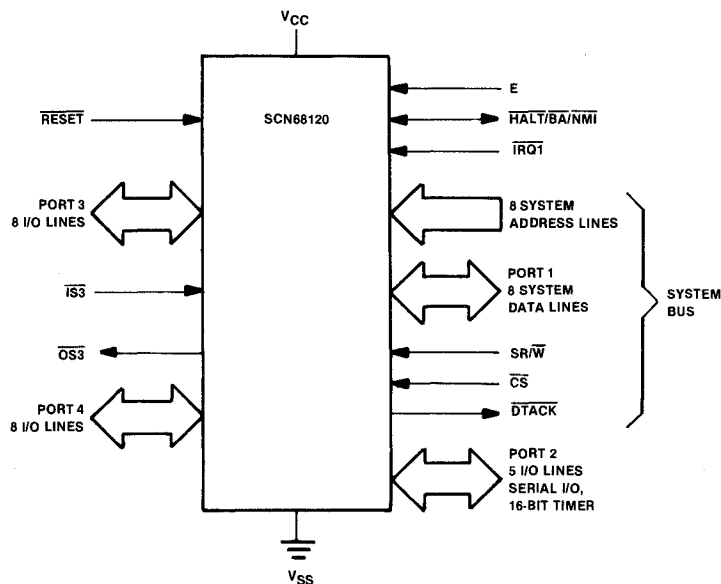 VCC
SCN68120
RESET
PORT 3
8 I/O LINES
IS3
OS3
PORT 4
8 I/O LINES
E
HALT/BA/NMI
IRQ1
8 SYSTEM
ADDRESS LINES
PORT 1
8 SYSTEM
DATA LINES
SR/W
CS
DTACK
SYSTEM
BUS
PORT 2
5 I/O LINES
SERIAL I/O,
16-BIT TIMER
VSS